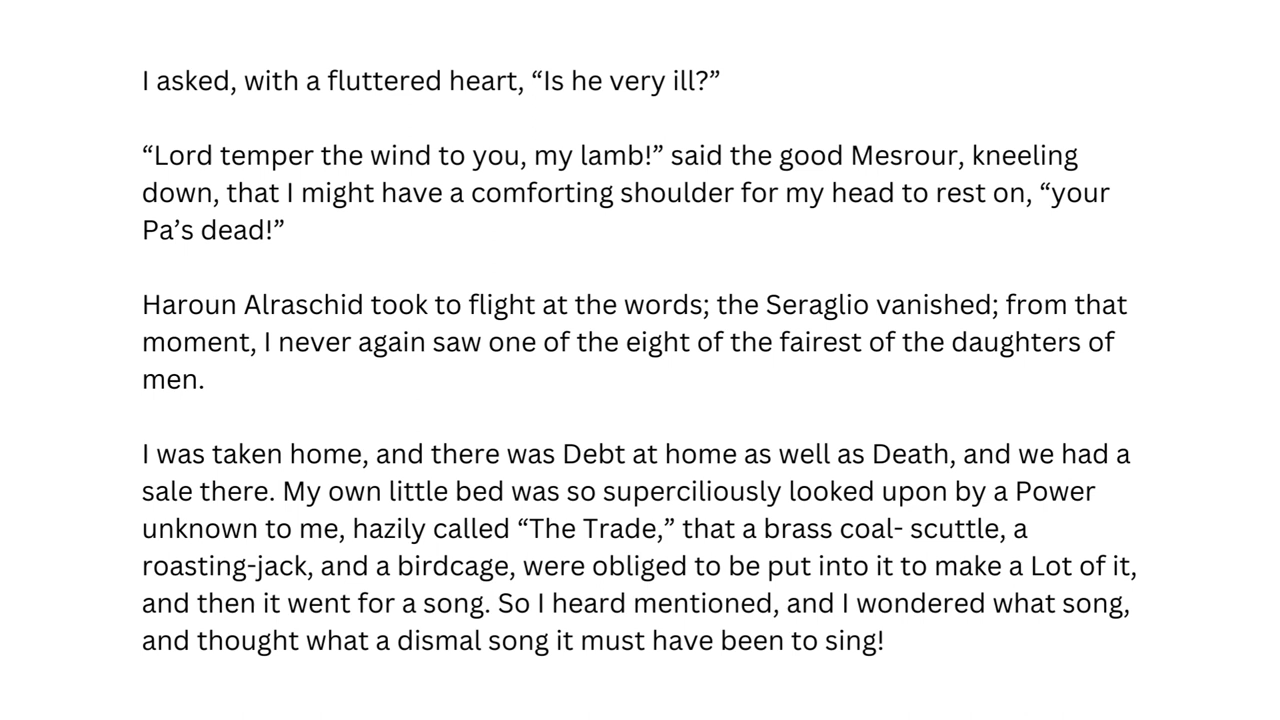 I asked, with a fluttered heart, “Is he very ill?”
“Lord temper the wind to you, my lamb!” said the good Mesrour, kneeling
down, that I might have a comforting shoulder for my head to rest on, “your
Pa’s dead!”
Haroun Alraschid took to flight at the words; the Seraglio vanished; from that
moment, I never again saw one of the eight of the fairest of the daughters of
men.
I was taken home, and there was Debt at home as well as Death, and we had a
sale there. My own little bed was so superciliously looked upon by a Power
unknown to me, hazily called “The Trade,” that a brass coal- scuttle, a
roasting-jack, and a birdcage, were obliged to be put into it to make a Lot of it,
and then it went for a song. So I heard mentioned, and I wondered what song,
and thought what a dismal song it must have been to sing!